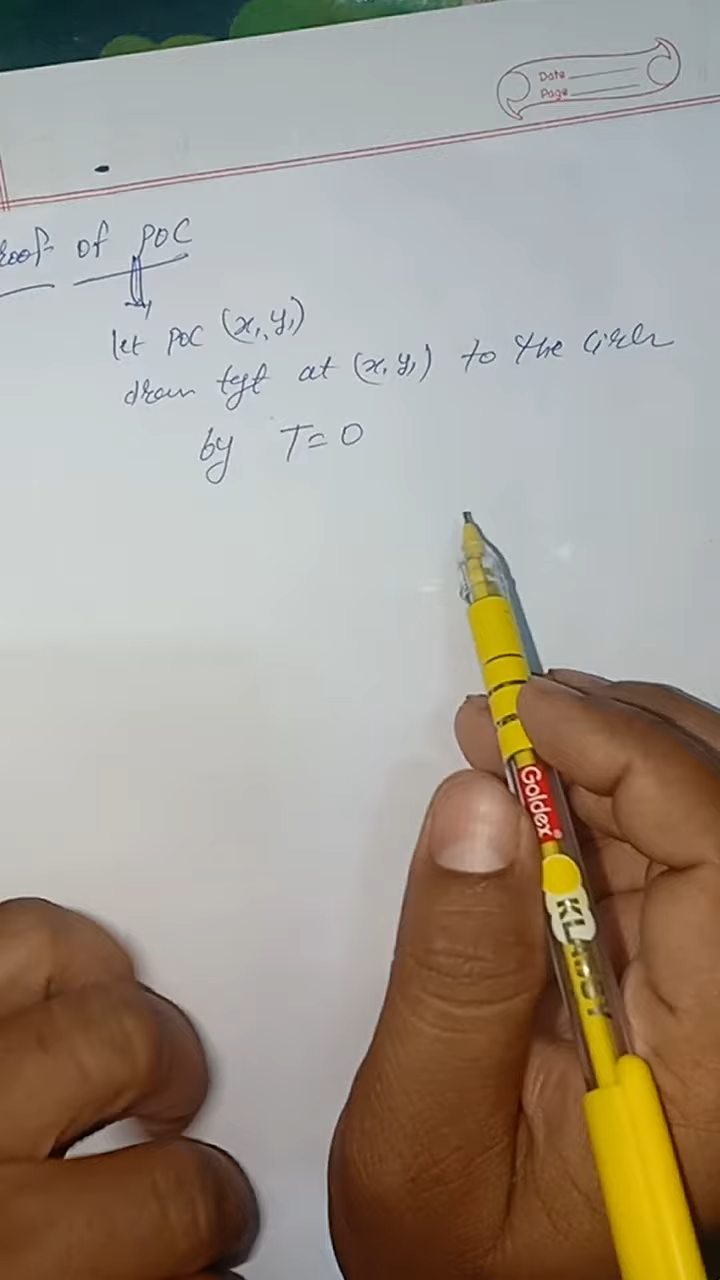 Date
Page
roof of POC
let POC (x₁, y₁)
draw tgt at (x₁, y₁) to the circle
by T = 0
Goldex
KLASSY